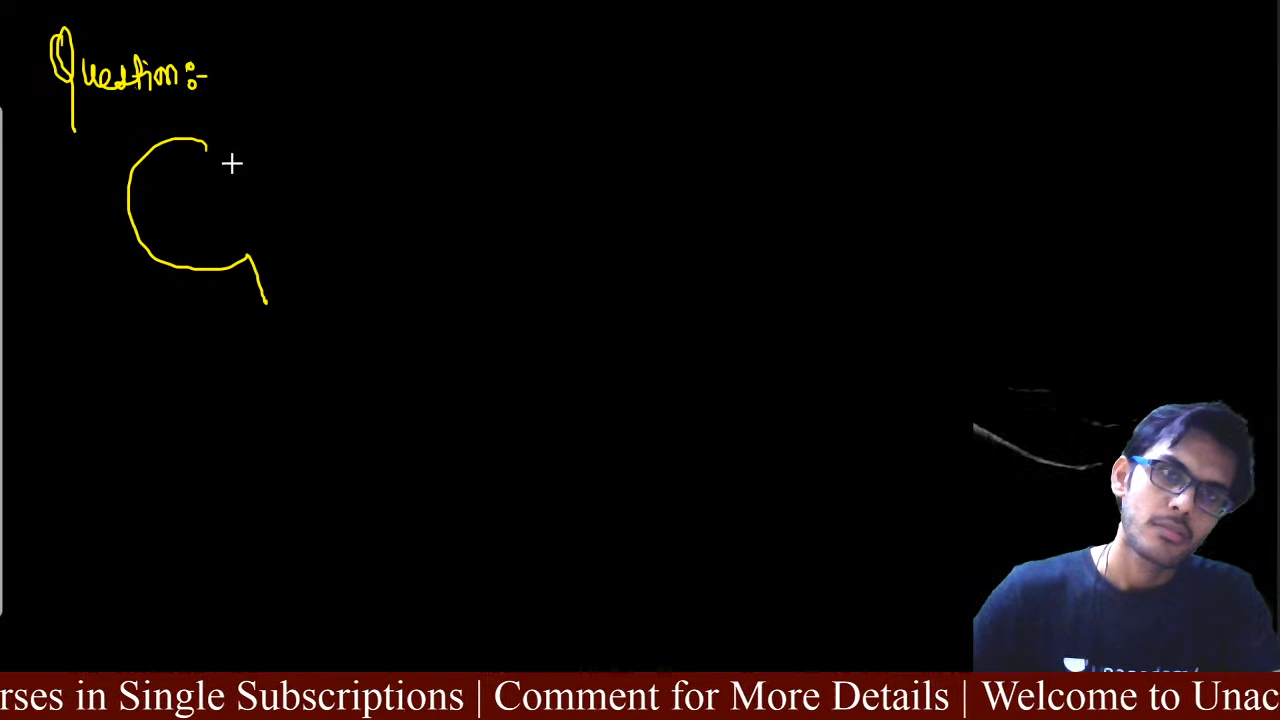 Question:-
rses in Single Subscriptions | Comment for More Details | Welcome to Unac